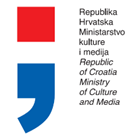 Republika
Hrvatska
Ministarstvo
kulture
i medija
Republic
of Croatia
Ministry
of Culture
and Media